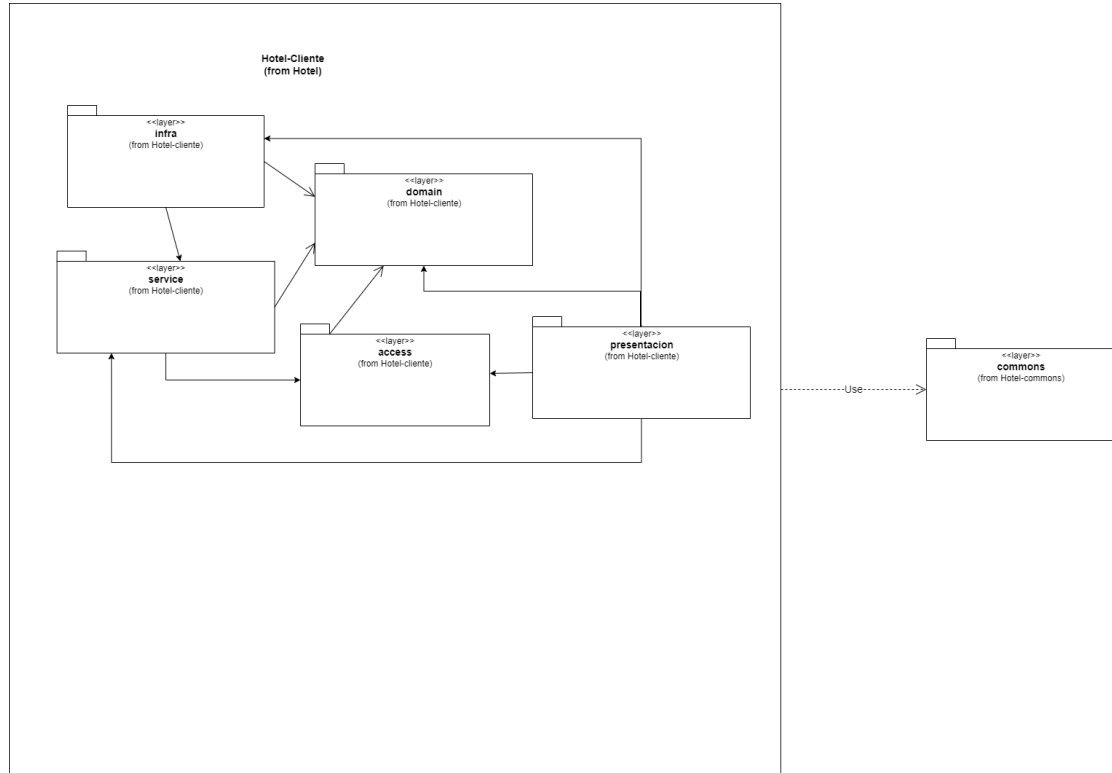 Hotel-Cliente
(from Hotel)
<<layer>>
infra
(from Hotel-cliente)
<<layer>>
domain
(from Hotel-cliente)
<<layer>>
service
(from Hotel-cliente)
<<layer>>
access
(from Hotel-cliente)
<<layer>>
presentacion
(from Hotel-cliente)
Use
<<layer>>
commons
(from Hotel-commons)